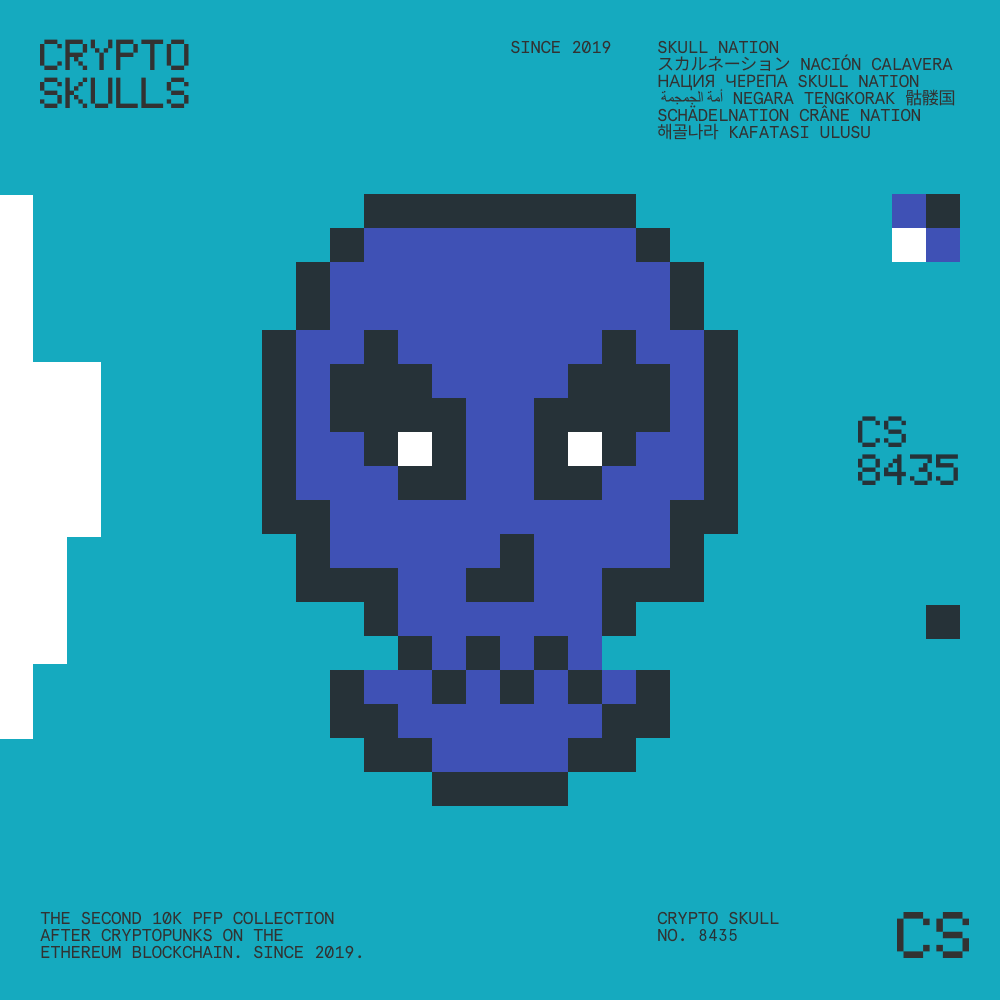 CRYPTO
SKULLS
SINCE 2019
SKULL NATION
スカルネーション NACIÓN CALAVERA
НАЦИЯ ЧЕРЕПА SKULL NATION
أمة الجمجمة NEGARA TENGKORAK 骷髅国
SCHÄDELNATION CRÂNE NATION
해골나라 KAFATASI ULUSU
CS
8435
THE SECOND 10K PFP COLLECTION
AFTER CRYPTOPUNKS ON THE
ETHEREUM BLOCKCHAIN. SINCE 2019.
CRYPTO SKULL
NO. 8435
CS